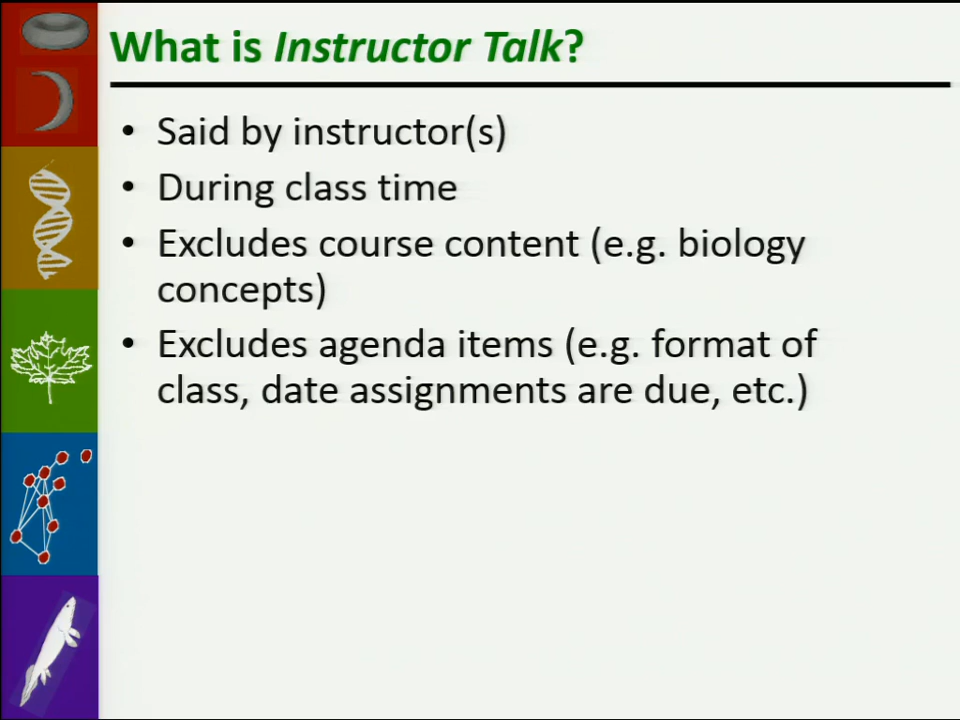 What is Instructor Talk?
• Said by instructor(s)
• During class time
• Excludes course content (e.g. biology
concepts)
• Excludes agenda items (e.g. format of
class, date assignments are due, etc.)